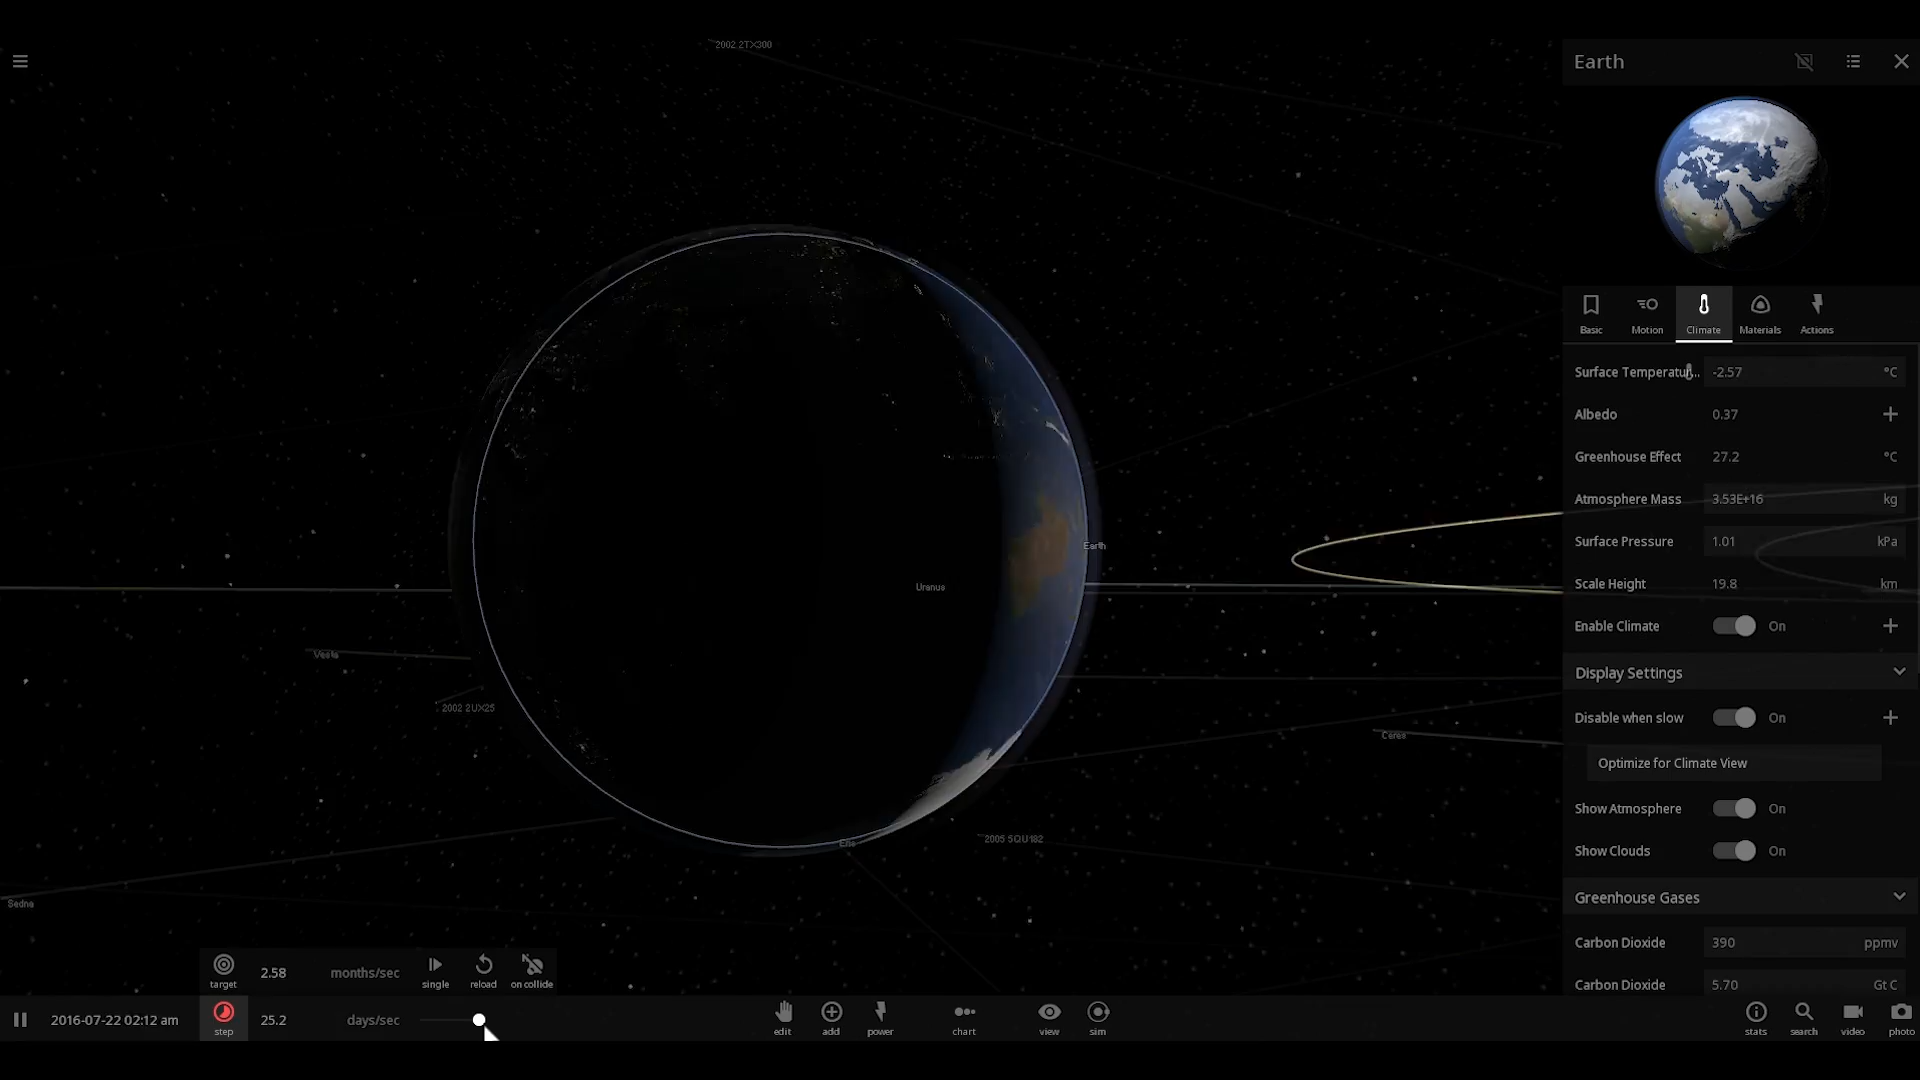 2002 2TX300
Earth
Basic
Motion
Climate
Materials
Actions
Surface Temperatur... -2.57 °C
Albedo 0.37
Greenhouse Effect 27.2 °C
Atmosphere Mass 3.53E+16 kg
Surface Pressure 1.01 kPa
Scale Height 19.8 km
Enable Climate On
Display Settings
Disable when slow On
Optimize for Climate View
Show Atmosphere On
Show Clouds On
Greenhouse Gases
Carbon Dioxide 390 ppmv
Carbon Dioxide 5.70 Gt C
Earth
Uranus
Vesta
2002 2UX25
Ceres
2005 5QU182
Eris
Sedna
target 2.58 months/sec single reload on collide
2016-07-22 02:12 am step 25.2 days/sec
edit add power chart view sim
stats search video photo